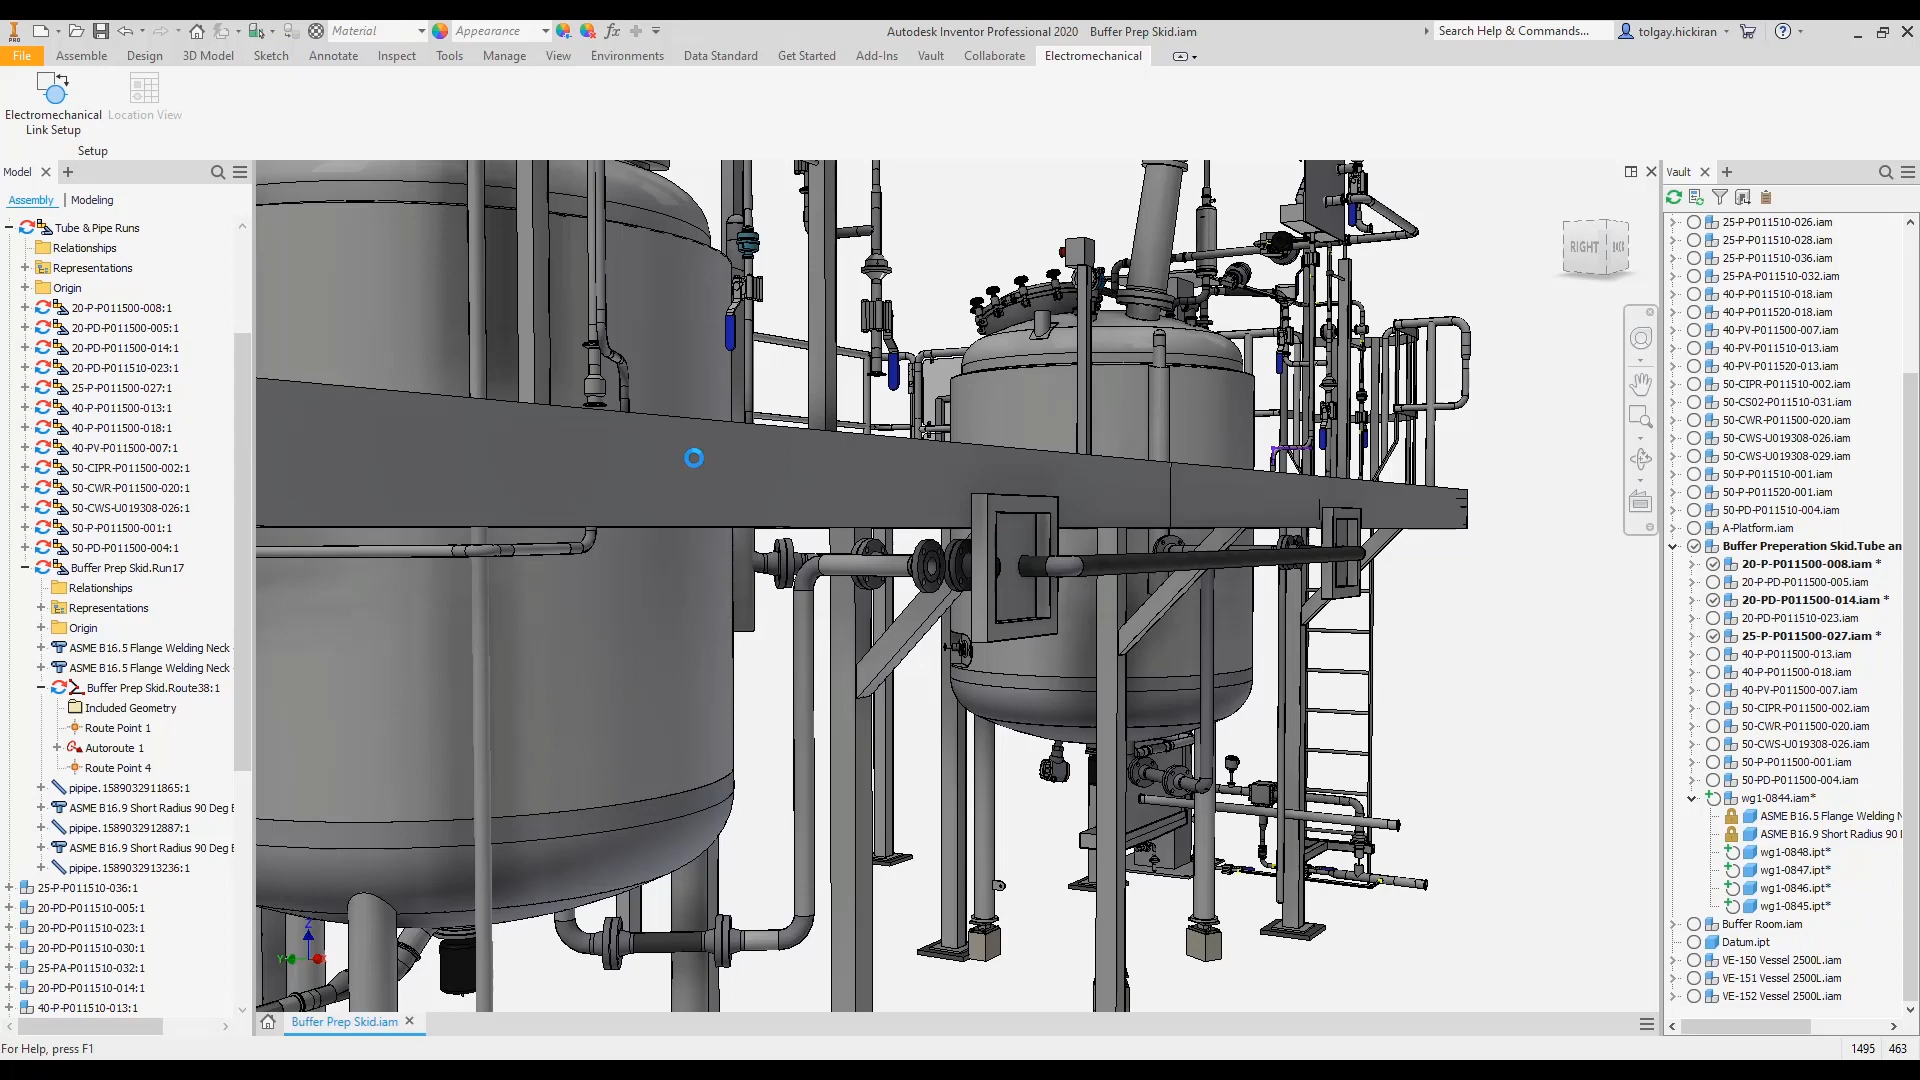 Material
Appearance
Autodesk Inventor Professional 2020 Buffer Prep Skid.iam
Search Help & Commands...
tolgay.hickiran
File Assemble Design 3D Model Sketch Annotate Inspect Tools Manage View Environments Data Standard Get Started Add-Ins Vault Collaborate Electromechanical
Electromechanical
Link Setup
Location View
Setup
Model
Assembly | Modeling
Tube & Pipe Runs
Relationships
Representations
Origin
20-P-P011500-008:1
20-PD-P011500-005:1
20-PD-P011500-014:1
20-PD-P011510-023:1
25-P-P011500-027:1
40-P-P011500-013:1
40-P-P011500-018:1
40-PV-P011500-007:1
50-CIPR-P011500-002:1
50-CWR-P011500-020:1
50-CWS-U019308-026:1
50-P-P011500-001:1
50-PD-P011500-004:1
Buffer Prep Skid.Run17
Relationships
Representations
Origin
ASME B16.5 Flange Welding Neck
ASME B16.5 Flange Welding Neck
Buffer Prep Skid.Route38:1
Included Geometry
Route Point 1
Autoroute 1
Route Point 4
pipipe.1589032911865:1
ASME B16.9 Short Radius 90 Deg E
pipipe.1589032912887:1
ASME B16.9 Short Radius 90 Deg E
pipipe.1589032913236:1
25-P-P011510-036:1
20-PD-P011510-005:1
20-PD-P011510-023:1
20-PD-P011510-030:1
25-PA-P011510-032:1
20-PD-P011510-014:1
40-P-P011510-013:1
RIGHT
Z
Y
Buffer Prep Skid.iam
Vault
25-P-P011510-026.iam
25-P-P011510-028.iam
25-P-P011510-036.iam
25-PA-P011510-032.iam
40-P-P011510-018.iam
40-P-P011520-018.iam
40-PV-P011500-007.iam
40-PV-P011510-013.iam
40-PV-P011520-013.iam
50-CIPR-P011510-002.iam
50-CS02-P011510-031.iam
50-CWR-P011500-020.iam
50-CWS-U019308-026.iam
50-CWS-U019308-029.iam
50-P-P011510-001.iam
50-P-P011520-001.iam
50-PD-P011510-004.iam
A-Platform.iam
Buffer Preperation Skid.Tube an
20-P-P011500-008.iam *
20-P-PD-P011500-005.iam
20-PD-P011500-014.iam *
20-PD-P011510-023.iam
25-P-P011500-027.iam *
40-P-P011500-013.iam
40-P-P011500-018.iam
40-PV-P011500-007.iam
50-CIPR-P011500-002.iam
50-CWR-P011500-020.iam
50-CWS-U019308-026.iam
50-P-P011500-001.iam
50-PD-P011500-004.iam
wg1-0844.iam*
ASME B16.5 Flange Welding N
ASME B16.9 Short Radius 90 I
wg1-0848.ipt*
wg1-0847.ipt*
wg1-0846.ipt*
wg1-0845.ipt*
Buffer Room.iam
Datum.ipt
VE-150 Vessel 2500L.iam
VE-151 Vessel 2500L.iam
VE-152 Vessel 2500L.iam
For Help, press F1
1495 463